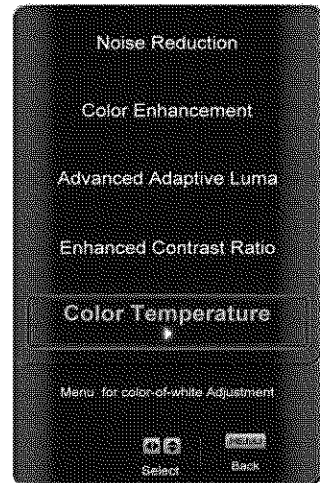 Noise Reduction
Color Enhancement
Advanced Adaptive Luma
Enhanced Contrast Ratio
Color Temperature
Menu for color-of-white Adjustment
Select
Back